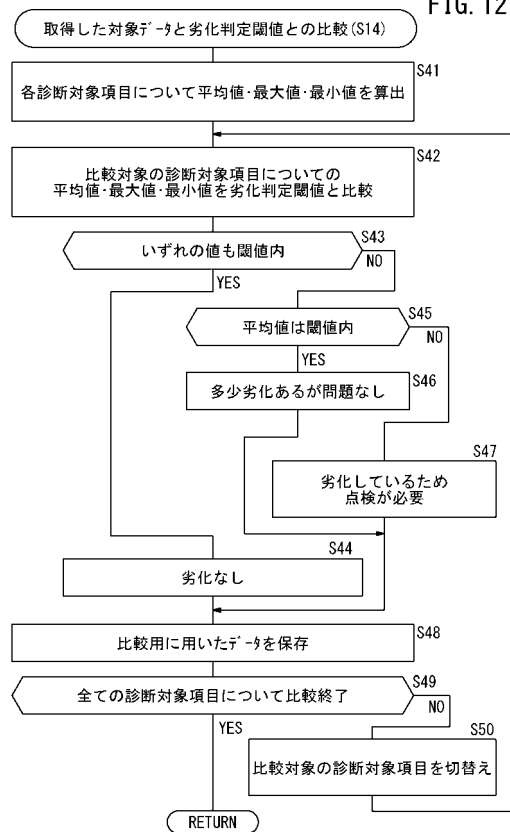 FIG. 12
取得した対象データと劣化判定閾値との比較(S14)
S41
各診断対象項目について平均値・最大値・最小値を算出
S42
比較対象の診断対象項目についての
平均値・最大値・最小値を劣化判定閾値と比較
S43
いずれの値も閾値内
NO
YES
S45
平均値は閾値内
NO
YES
S46
多少劣化あるが問題なし
S47
劣化しているため
点検が必要
S44
劣化なし
S48
比較用に用いたデータを保存
S49
全ての診断対象項目について比較終了
NO
YES
S50
比較対象の診断対象項目を切替え
RETURN